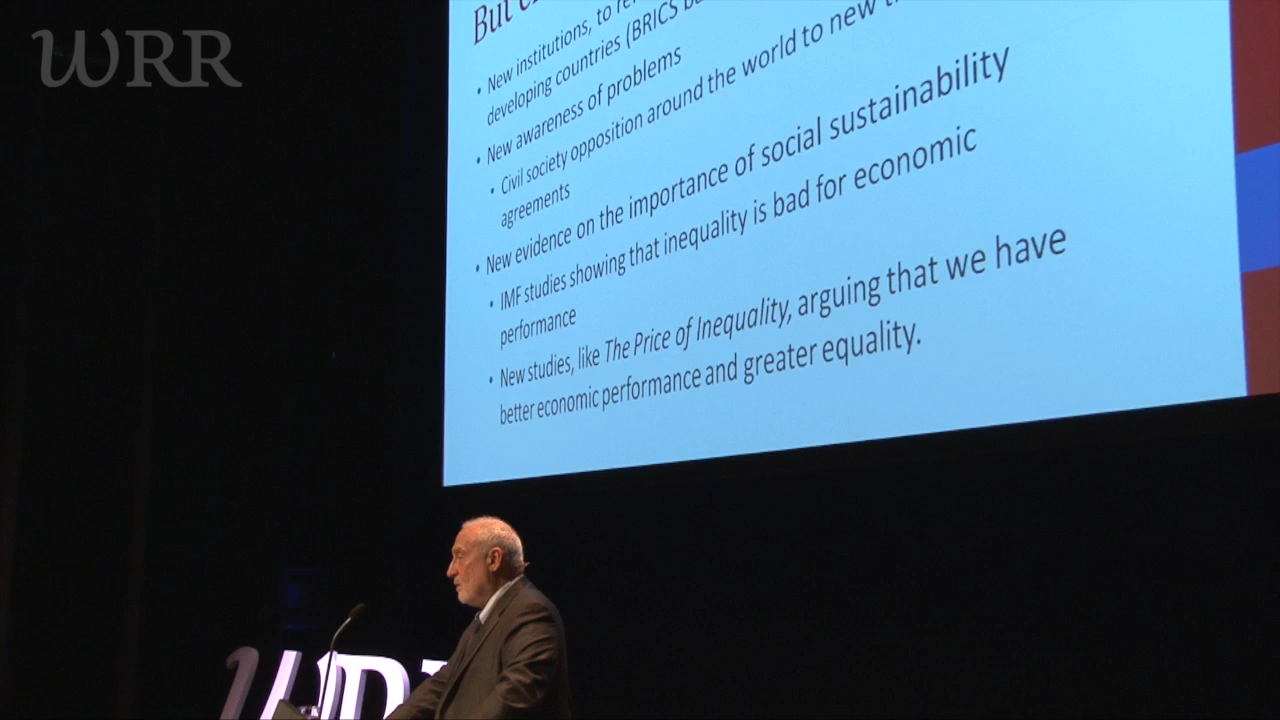 WRR
But
• New institutions, to
developing countries (BRICS
• New awareness of problems
• Civil society opposition around the world to new
agreements
• New evidence on the importance of social sustainability
• IMF studies showing that inequality is bad for economic
performance
• New studies, like The Price of Inequality, arguing that we have
better economic performance and greater equality.